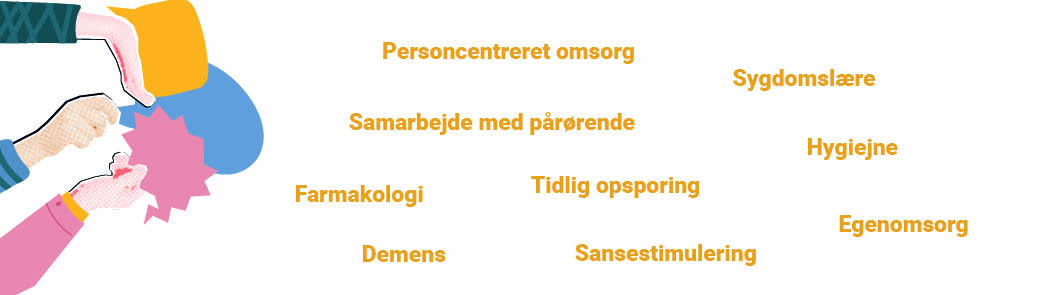 Personcentreret omsorg
Sygdomslære
Samarbejde med pårørende
Hygiejne
Farmakologi
Tidlig opsporing
Egenomsorg
Demens
Sansestimulering